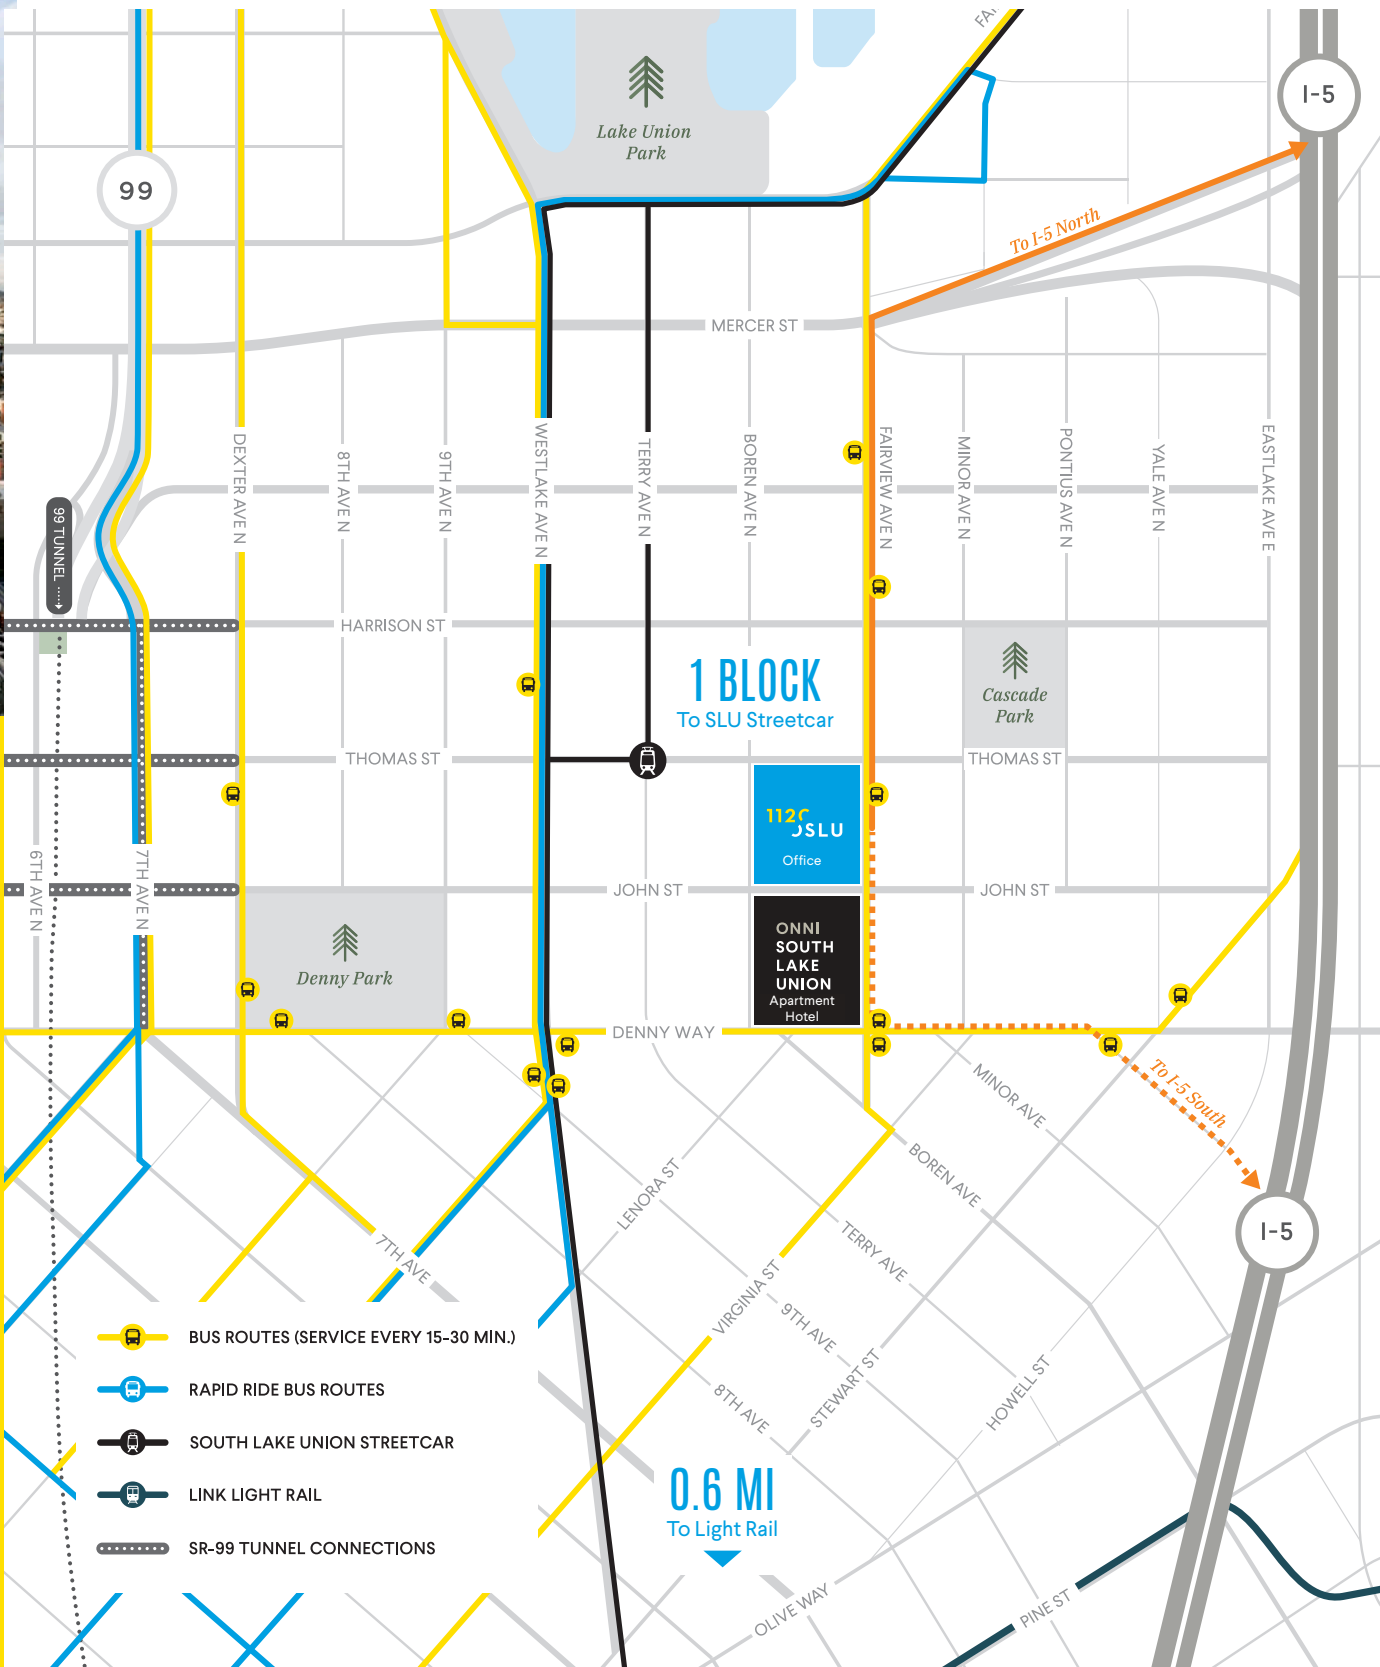 FA
I-5
Lake Union
Park
99
To I-5 North
MERCER ST
DEXTER AVE N
8TH AVE N
9TH AVE N
WESTLAKE AVE N
TERRY AVE N
BOREN AVE N
FAIRVIEW AVE N
MINOR AVE N
PONTIUS AVE N
YALE AVE N
EASTLAKE AVE E
99 TUNNEL
HARRISON ST
1 BLOCK
To SLU Streetcar
Cascade
Park
THOMAS ST
THOMAS ST
112
SLU
Office
6TH AVE N
7TH AVE N
JOHN ST
JOHN ST
ONNI
SOUTH
LAKE
UNION
Apartment
Hotel
Denny Park
DENNY WAY
To I-5 South
MINOR AVE
BOREN AVE
LENORA ST
TERRY AVE
7TH AVE
VIRGINIA ST
9TH AVE
I-5
STEWART ST
HOWELL ST
8TH AVE
BUS ROUTES (SERVICE EVERY 15-30 MIN.)
RAPID RIDE BUS ROUTES
SOUTH LAKE UNION STREETCAR
LINK LIGHT RAIL
SR-99 TUNNEL CONNECTIONS
0.6 MI
To Light Rail
OLIVE WAY
PINE ST